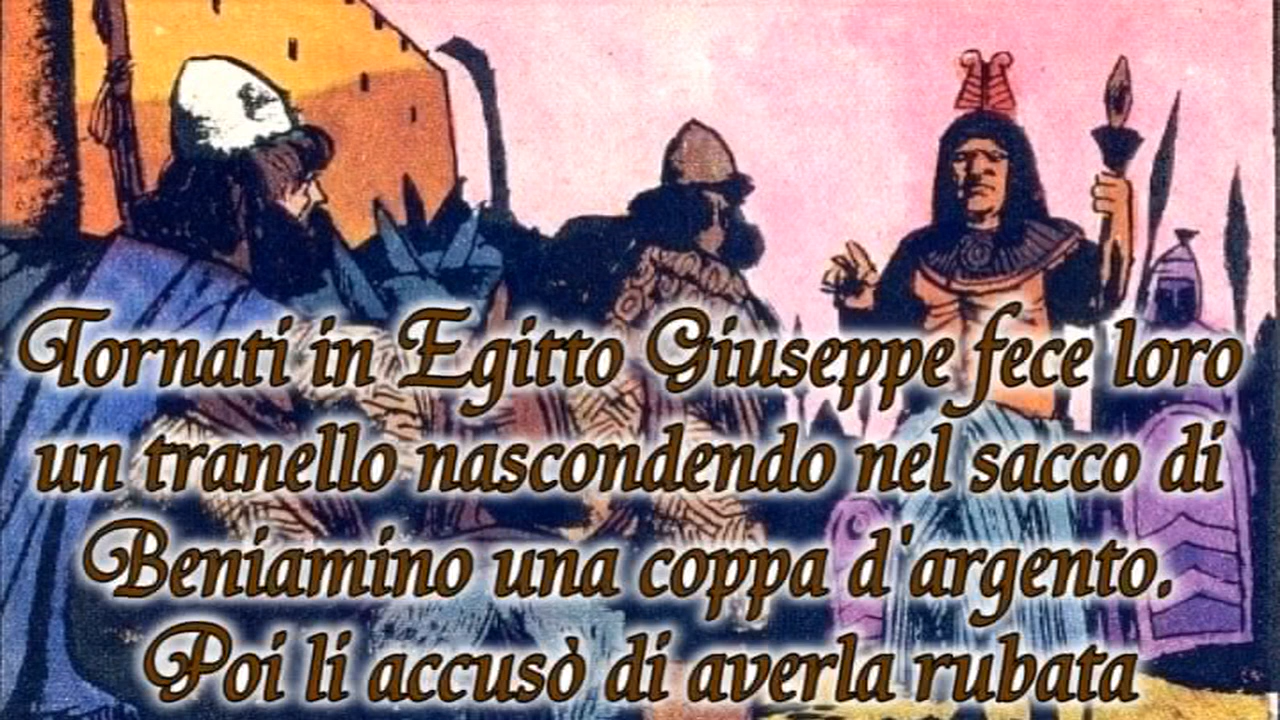 Tornati in Egitto Giuseppe fece loro
un tranello nascondendo nel sacco di
Beniamino una coppa d'argento.
Poi li accusò di averla rubata